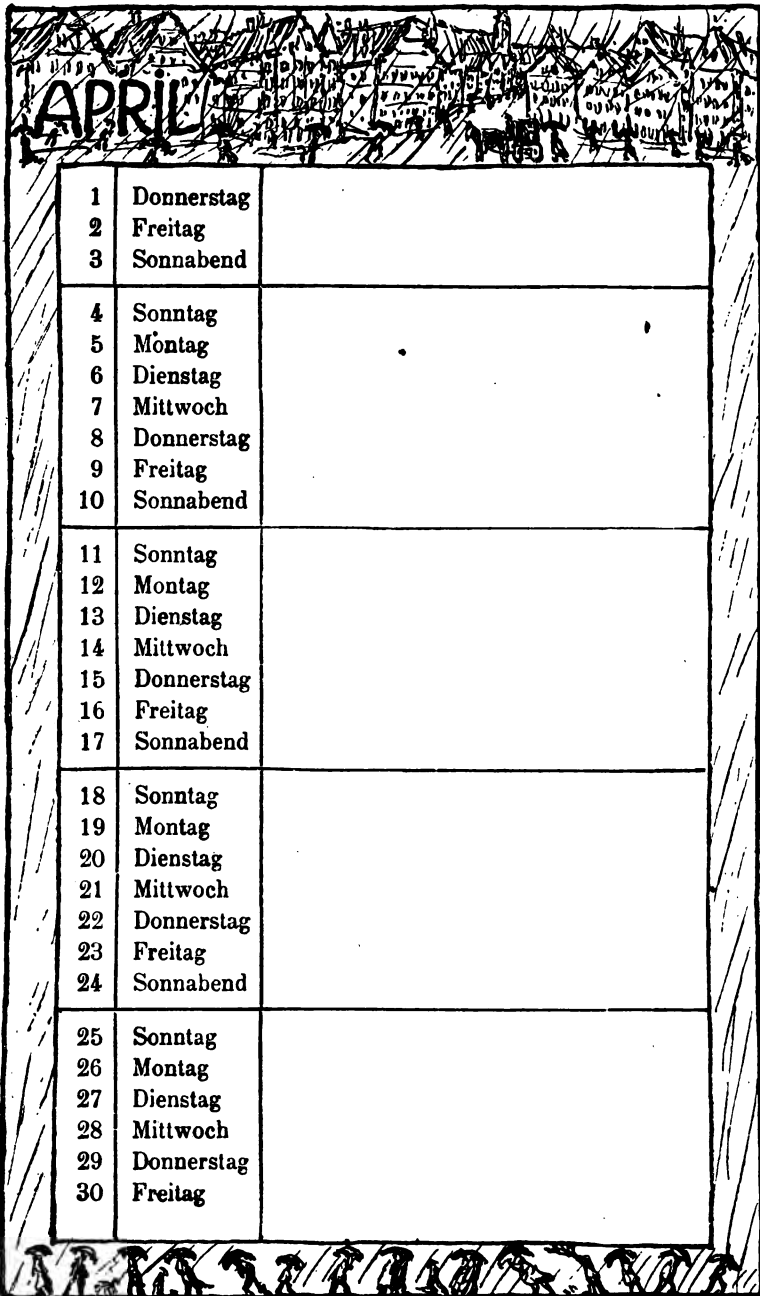 APRIL
1 Donnerstag
2 Freitag
3 Sonnabend
4 Sonntag
5 Montag
6 Dienstag
7 Mittwoch
8 Donnerstag
9 Freitag
10 Sonnabend
11 Sonntag
12 Montag
13 Dienstag
14 Mittwoch
15 Donnerstag
16 Freitag
17 Sonnabend
18 Sonntag
19 Montag
20 Dienstag
21 Mittwoch
22 Donnerstag
23 Freitag
24 Sonnabend
25 Sonntag
26 Montag
27 Dienstag
28 Mittwoch
29 Donnerstag
30 Freitag